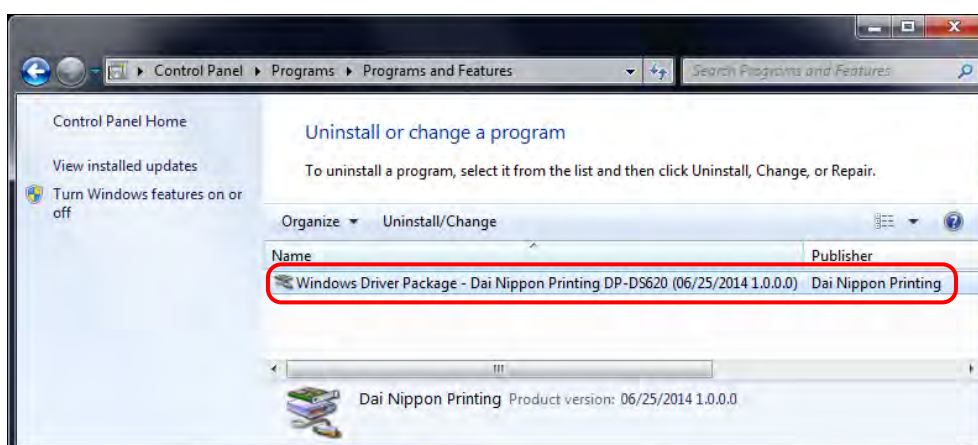 Control Panel ▸ Programs ▸ Programs and Features
Search Programs and Features
Control Panel Home
View installed updates
Turn Windows features on or
off
Uninstall or change a program
To uninstall a program, select it from the list and then click Uninstall, Change, or Repair.
Organize Uninstall/Change
Name Publisher
Windows Driver Package - Dai Nippon Printing DP-DS620 (06/25/2014 1.0.0.0) Dai Nippon Printing
Dai Nippon Printing Product version: 06/25/2014 1.0.0.0